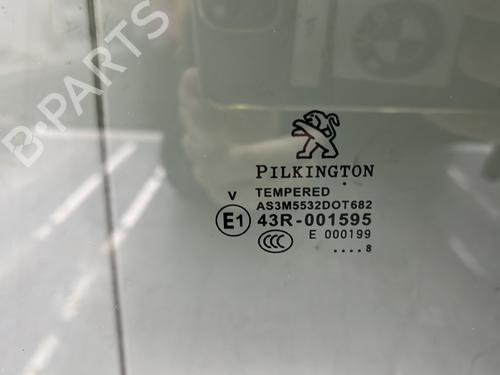 B-PARTS
PILKINGTON
V TEMPERED
AS3M5532DOT682
E1 43R-001595
CCC E 000199
....8